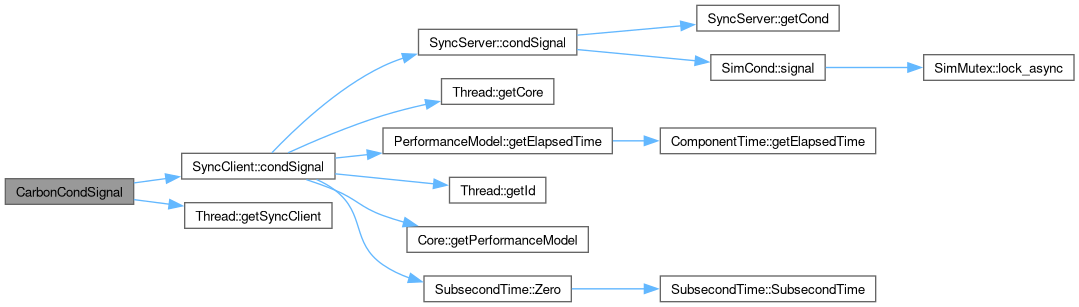 CarbonCondSignal
SyncClient::condSignal
Thread::getSyncClient
SyncServer::condSignal
Thread::getCore
PerformanceModel::getElapsedTime
Thread::getId
Core::getPerformanceModel
SubsecondTime::Zero
SyncServer::getCond
SimCond::signal
ComponentTime::getElapsedTime
SubsecondTime::SubsecondTime
SimMutex::lock_async